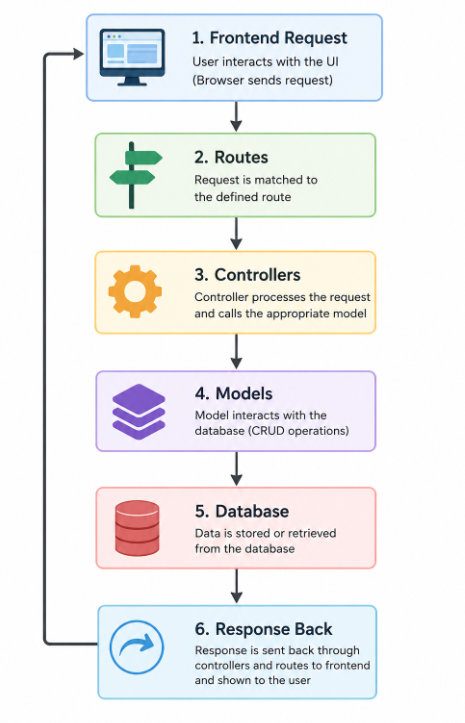 1. Frontend Request
User interacts with the UI
(Browser sends request)
2. Routes
Request is matched to
the defined route
3. Controllers
Controller processes the request
and calls the appropriate model
4. Models
Model interacts with the
database (CRUD operations)
5. Database
Data is stored or retrieved
from the database
6. Response Back
Response is sent back through
controllers and routes to frontend
and shown to the user